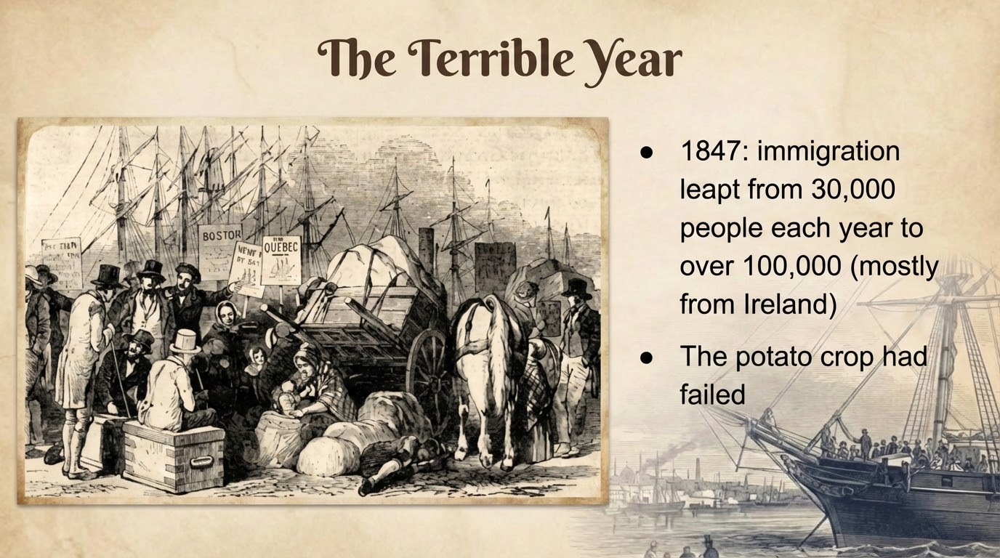 The Terrible Year
BOSTON
QUEBEC
● 1847: immigration
leapt from 30,000
people each year to
over 100,000 (mostly
from Ireland)
● The potato crop had
failed